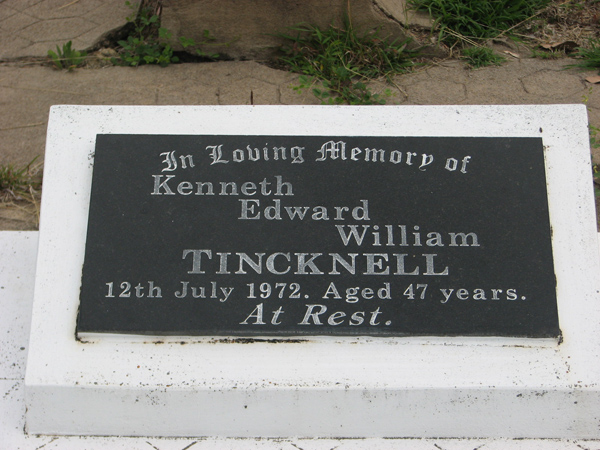 In Loving Memory of
Kenneth
Edward
William
TINCKNELL
12th July 1972. Aged 47 years.
At Rest.